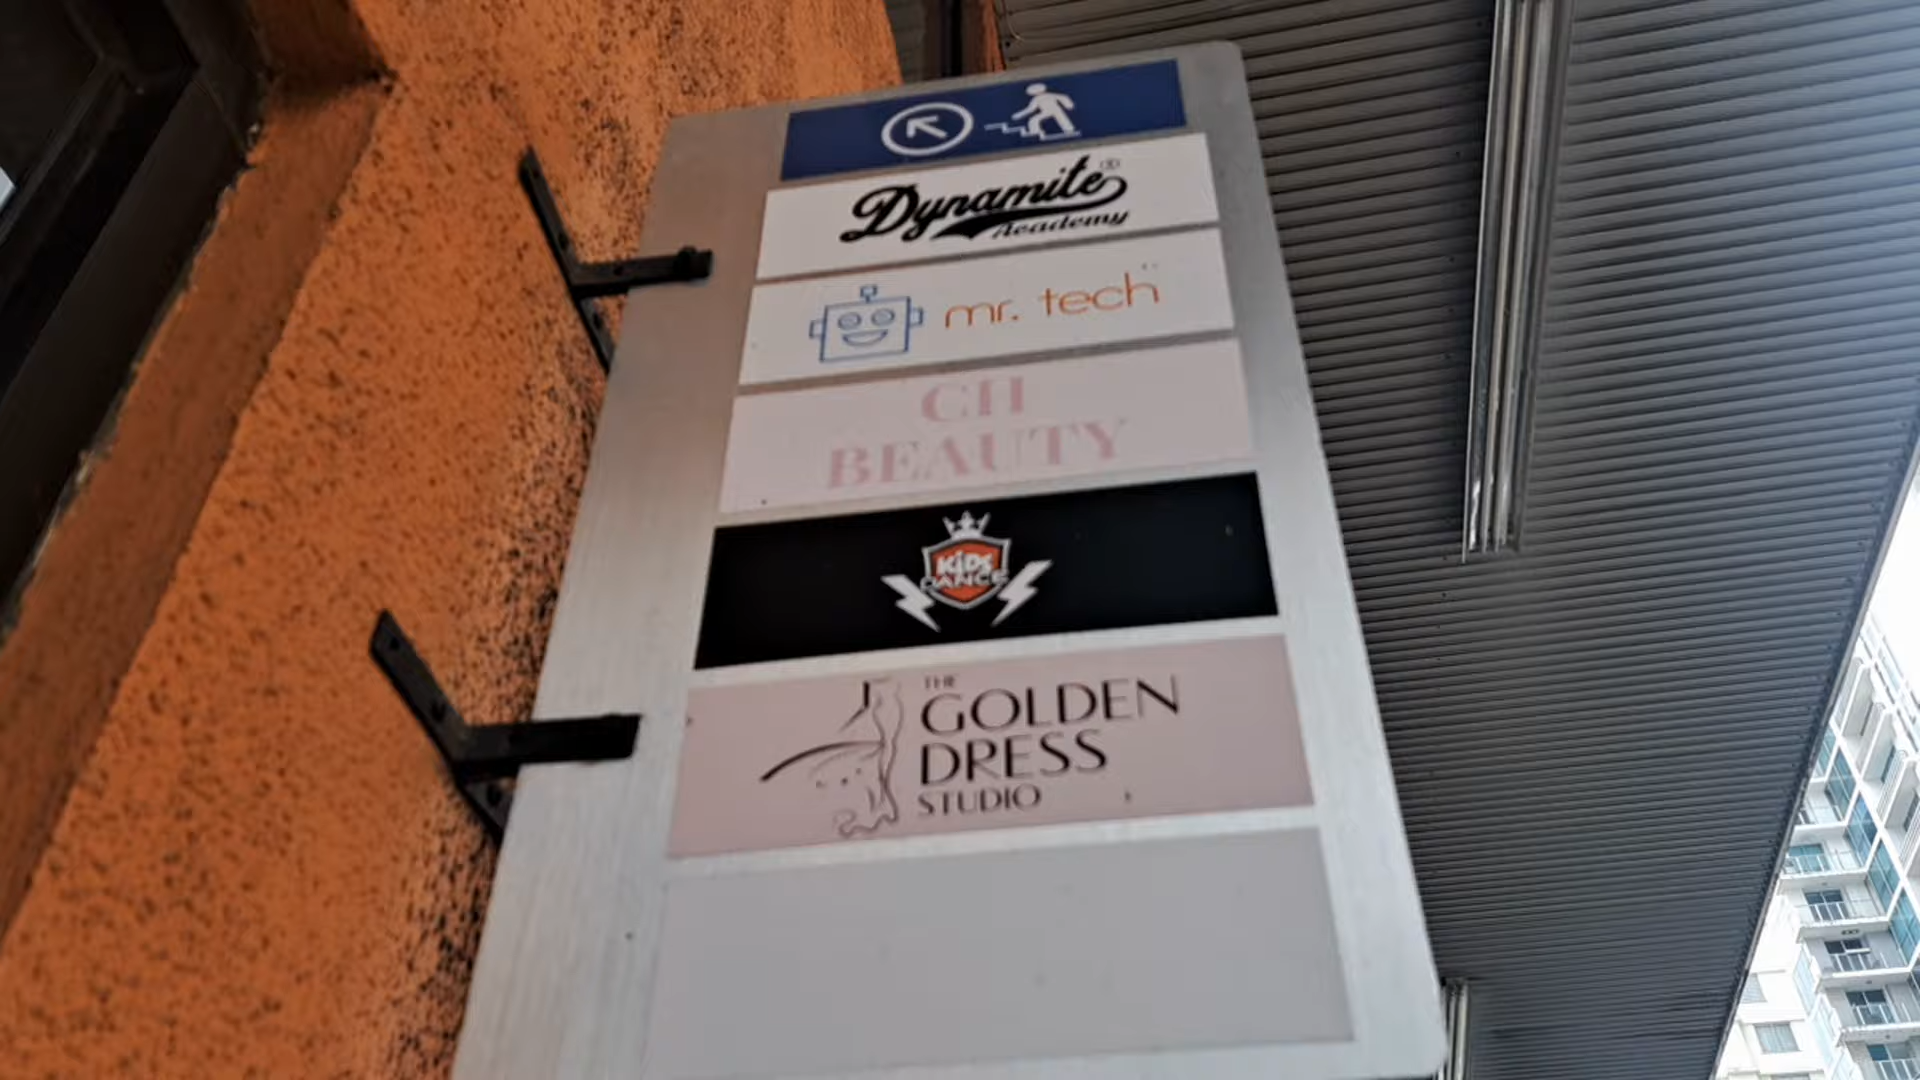 Dynamite®
Academy
mr. tech
CH
BEAUTY
KiDS
DANCE
THE
GOLDEN
DRESS
STUDIO